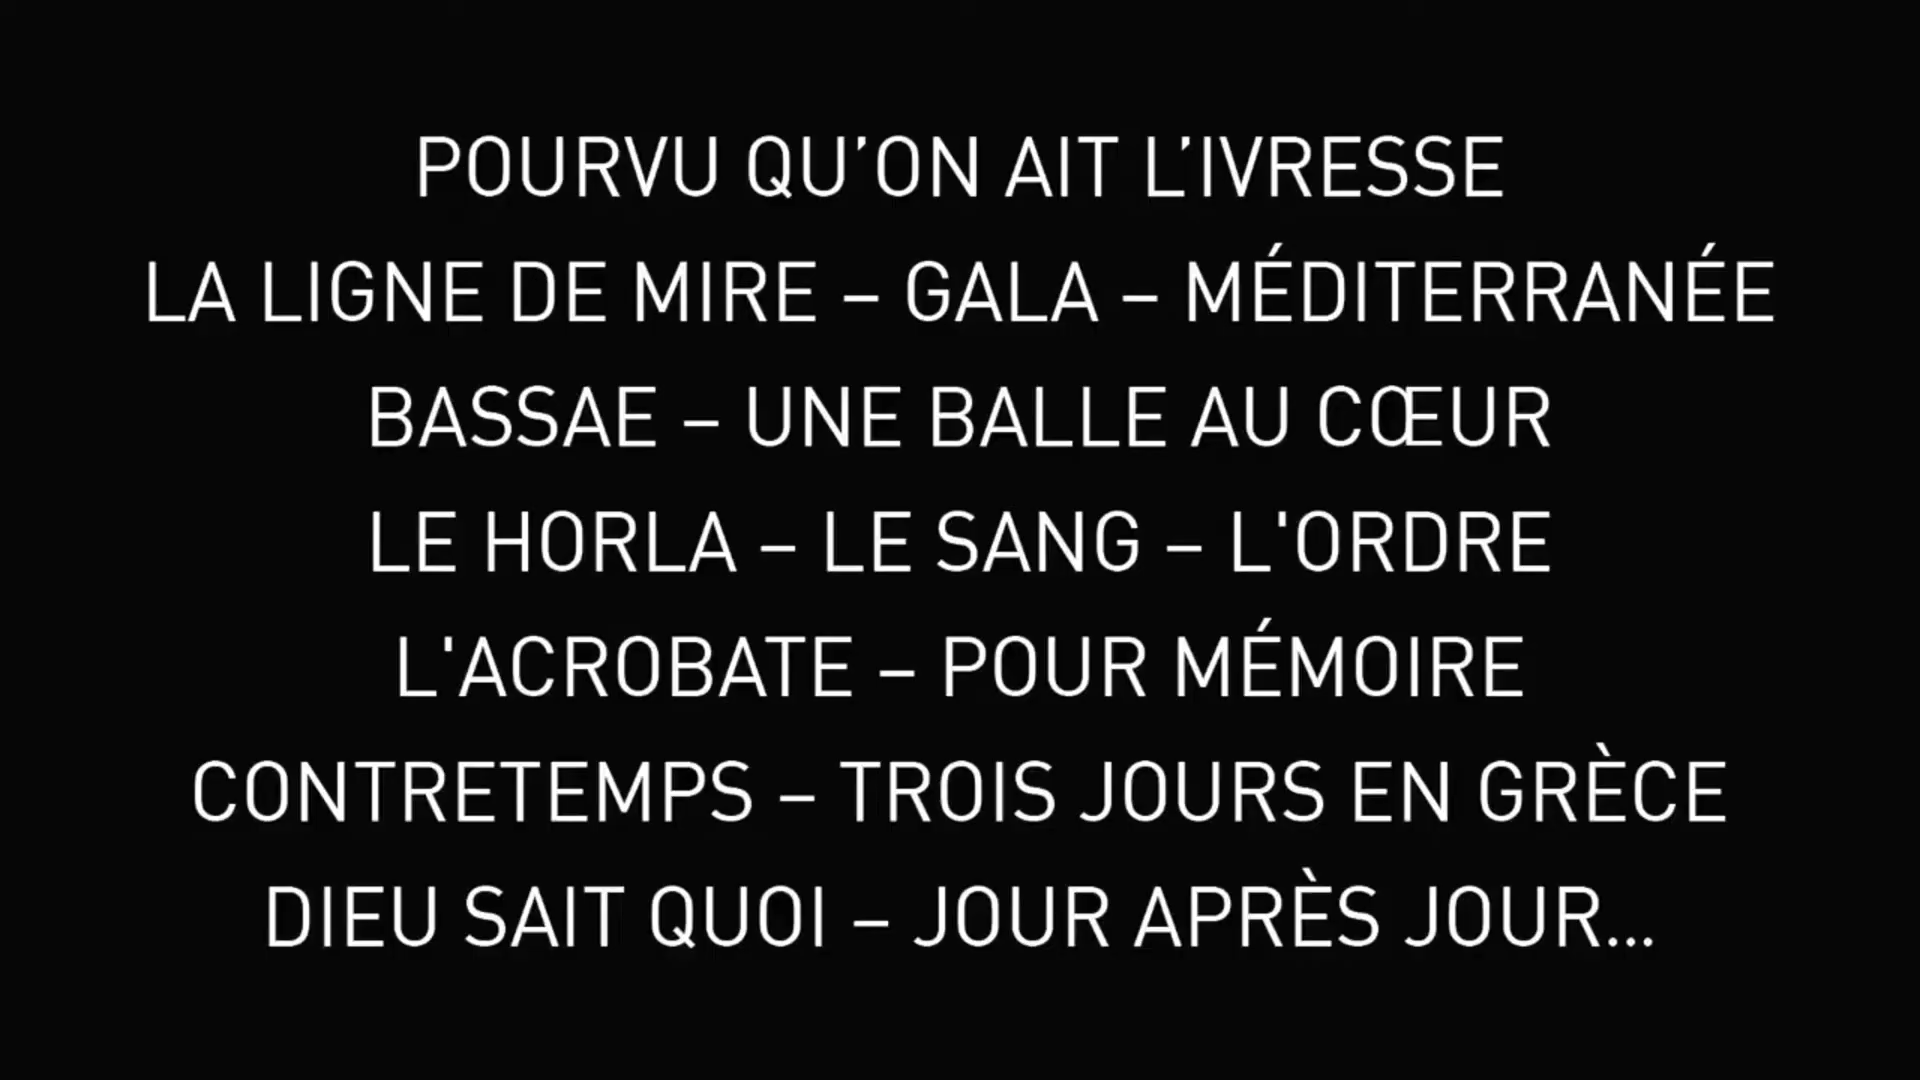 POURVU QU’ON AIT L’IVRESSE
LA LIGNE DE MIRE – GALA – MÉDITERRANÉE
BASSAE – UNE BALLE AU CŒUR
LE HORLA – LE SANG – L'ORDRE
L'ACROBATE – POUR MÉMOIRE
CONTRETEMPS – TROIS JOURS EN GRÈCE
DIEU SAIT QUOI – JOUR APRÈS JOUR...